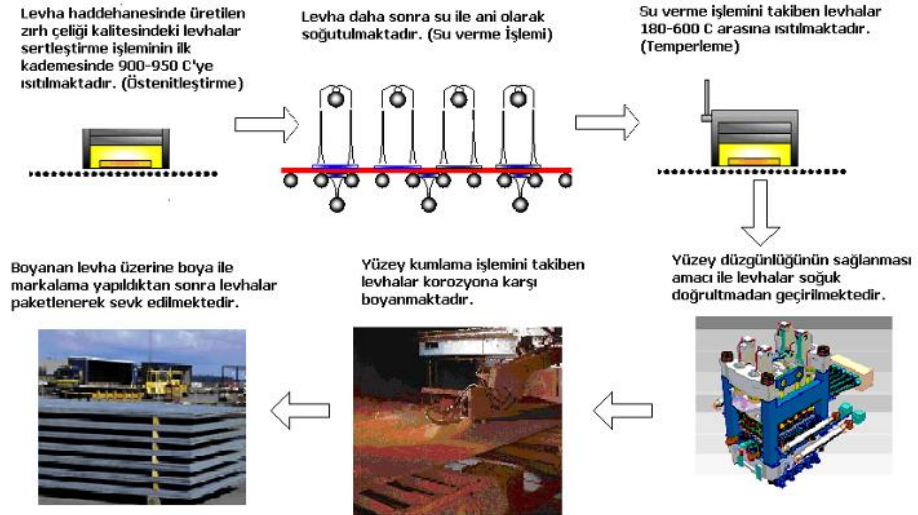 Levha haddehanesinde üretilen
zırh çeliği kalitesindeki levhalar
sertleştirme işleminin ilk
kademesinde 900-950 C'ye
ısıtılmaktadır. (Östenitleştirme)
Levha daha sonra su ile ani olarak
soğutulmaktadır. (Su verme İşlemi)
Su verme işlemini takiben levhalar
180-600 C arasına ısıtılmaktadır.
(Temperleme)
Yüzey düzgünlüğünün sağlanması
amacı ile levhalar soğuk
doğrultmadan geçirilmektedir.
Yüzey kumlama işlemini takiben
levhalar korozyona karşı
boyanmaktadır.
Boyanan levha üzerine boya ile
markalama yapıldıktan sonra levhalar
paketlenerek sevk edilmektedir.